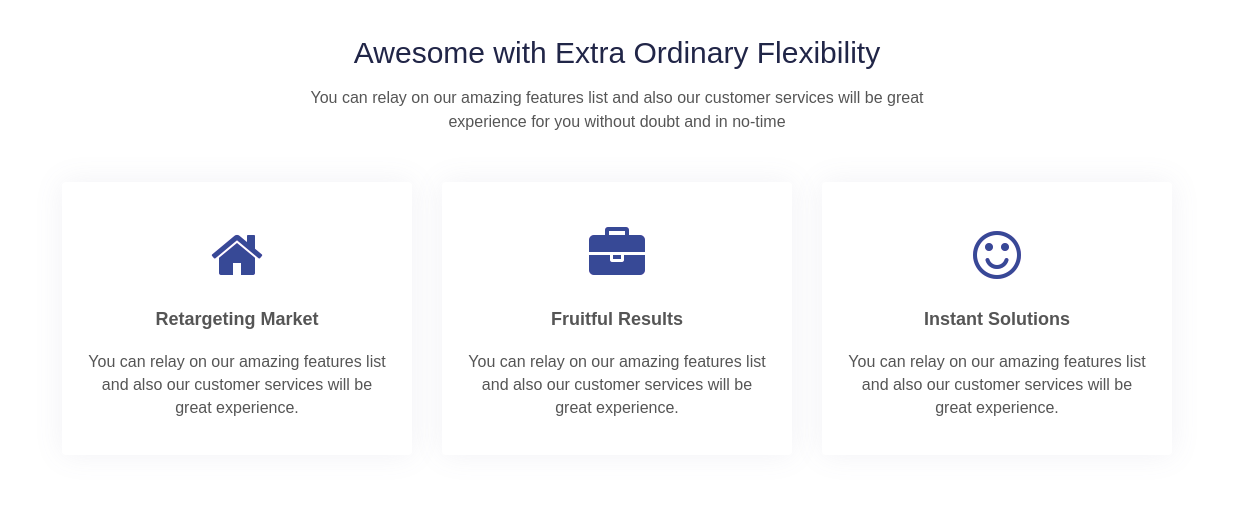 Awesome with Extra Ordinary Flexibility
You can relay on our amazing features list and also our customer services will be great
experience for you without doubt and in no-time
Retargeting Market
You can relay on our amazing features list
and also our customer services will be
great experience.
Fruitful Results
You can relay on our amazing features list
and also our customer services will be
great experience.
Instant Solutions
You can relay on our amazing features list
and also our customer services will be
great experience.